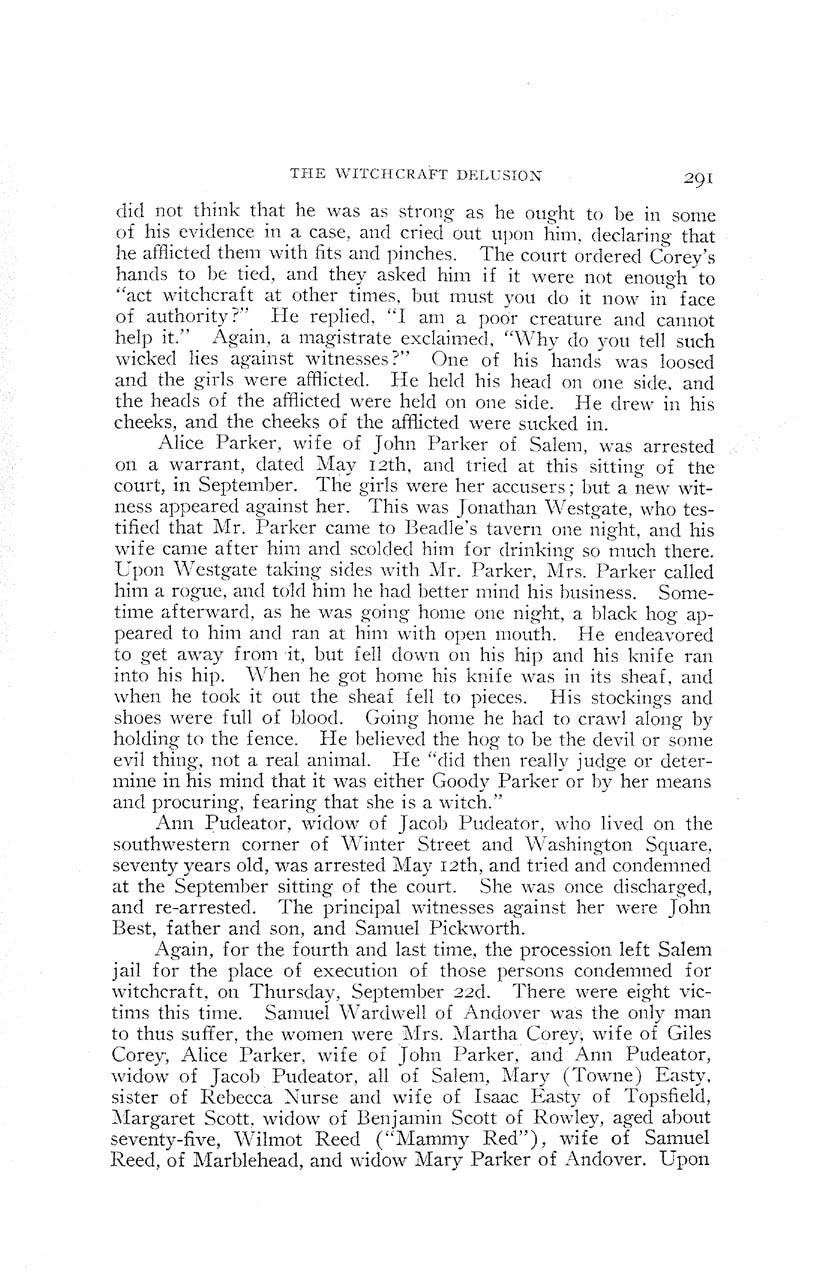 THE WITCHCRAFT DELUSION 291
did not think that he was as strong as he ought to be in some
of his evidence in a case, and cried out upon him, declaring that
he afflicted them with fits and pinches. The court ordered Corey's
hands to be tied, and they asked him if it were not enough to
"act witchcraft at other times, but must you do it now in face
of authority?" He replied, "I am a poor creature and cannot
help it." Again, a magistrate exclaimed, "Why do you tell such
wicked lies against witnesses?" One of his hands was loosed
and the girls were afflicted. He held his head on one side, and
the heads of the afflicted were held on one side. He drew in his
cheeks, and the cheeks of the afflicted were sucked in.
Alice Parker, wife of John Parker of Salem, was arrested
on a warrant, dated May 12th, and tried at this sitting of the
court, in September. The girls were her accusers; but a new wit-
ness appeared against her. This was Jonathan Westgate, who tes-
tified that Mr. Parker came to Beadle's tavern one night, and his
wife came after him and scolded him for drinking so much there.
Upon Westgate taking sides with Mr. Parker, Mrs. Parker called
him a rogue, and told him he had better mind his business. Some-
time afterward, as he was going home one night, a black hog ap-
peared to him and ran at him with open mouth. He endeavored
to get away from it, but fell down on his hip and his knife ran
into his hip. When he got home his knife was in its sheaf, and
when he took it out the sheaf fell to pieces. His stockings and
shoes were full of blood. Going home he had to crawl along by
holding to the fence. He believed the hog to be the devil or some
evil thing, not a real animal. He "did then really judge or deter-
mine in his mind that it was either Goody Parker or by her means
and procuring, fearing that she is a witch."
Ann Pudeator, widow of Jacob Pudeator, who lived on the
southwestern corner of Winter Street and Washington Square,
seventy years old, was arrested May 12th, and tried and condemned
at the September sitting of the court. She was once discharged,
and re-arrested. The principal witnesses against her were John
Best, father and son, and Samuel Pickworth.
Again, for the fourth and last time, the procession left Salem
jail for the place of execution of those persons condemned for
witchcraft, on Thursday, September 22d. There were eight vic-
tims this time. Samuel Wardwell of Andover was the only man
to thus suffer, the women were Mrs. Martha Corey, wife of Giles
Corey, Alice Parker, wife of John Parker, and Ann Pudeator,
widow of Jacob Pudeator, all of Salem, Mary (Towne) Easty,
sister of Rebecca Nurse and wife of Isaac Easty of Topsfield,
Margaret Scott, widow of Benjamin Scott of Rowley, aged about
seventy-five, Wilmot Reed ("Mammy Red"), wife of Samuel
Reed, of Marblehead, and widow Mary Parker of Andover. Upon